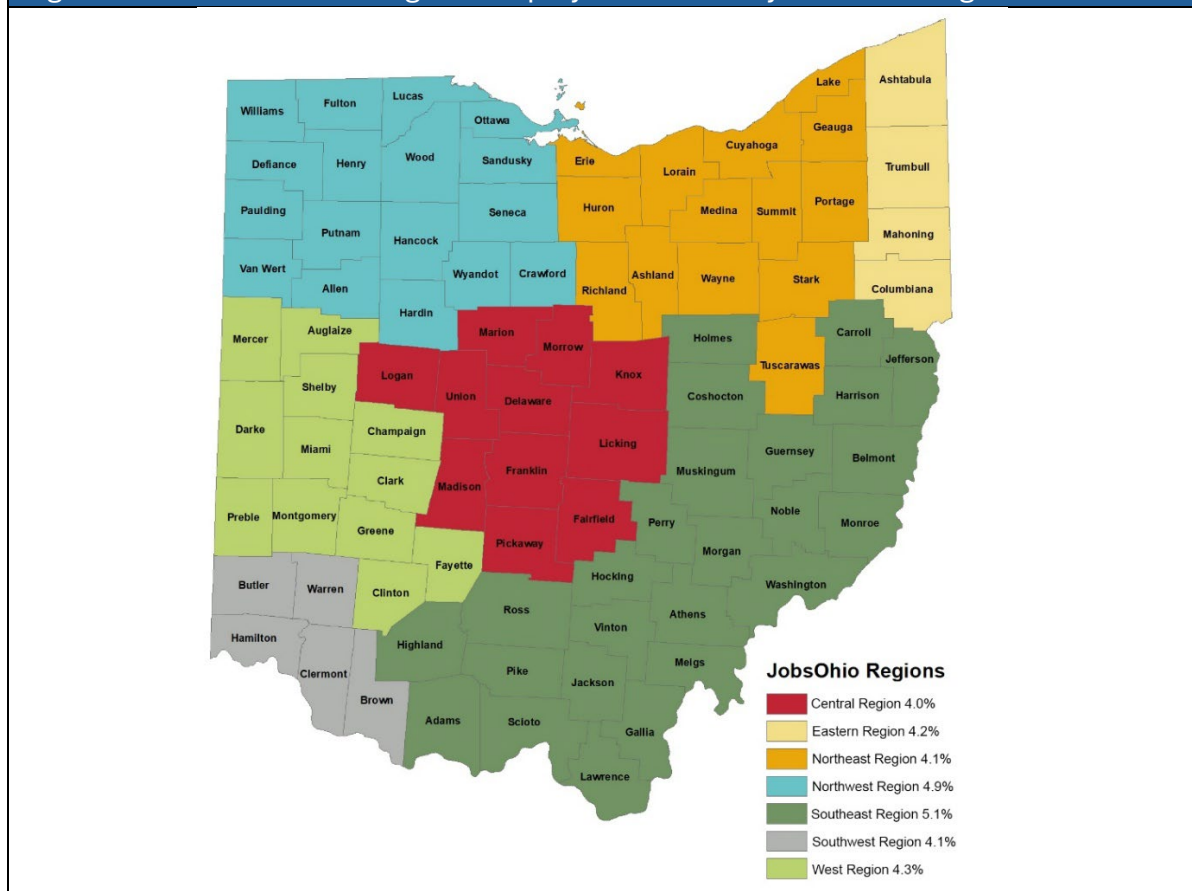 Lake
Ashtabula
Lucas
Fulton
Williams
Ottawa
Geauga
Cuyahoga
Wood
Sandusky
Erie
Defiance
Henry
Lorain
Trumbull
Portage
Huron
Medina
Summit
Paulding
Seneca
Putnam
Hancock
Mahoning
Van Wert
Wyandot
Crawford
Ashland
Wayne
Stark
Allen
Richland
Columbiana
Hardin
Auglaize
Marion
Mercer
Morrow
Holmes
Carroll
Jefferson
Tuscarawas
Logan
Knox
Shelby
Union
Delaware
Coshocton
Harrison
Darke
Champaign
Miami
Licking
Guernsey
Belmont
Franklin
Muskingum
Clark
Madison
Preble
Montgomery
Fairfield
Perry
Noble
Monroe
Greene
Pickaway
Morgan
Fayette
Hocking
Butler
Warren
Clinton
Washington
Ross
Athens
Vinton
Hamilton
Highland
Meigs
Clermont
Pike
Jackson
Brown
Adams
Scioto
Gallia
Lawrence
JobsOhio Regions
Central Region 4.0%
Eastern Region 4.2%
Northeast Region 4.1%
Northwest Region 4.9%
Southeast Region 5.1%
Southwest Region 4.1%
West Region 4.3%